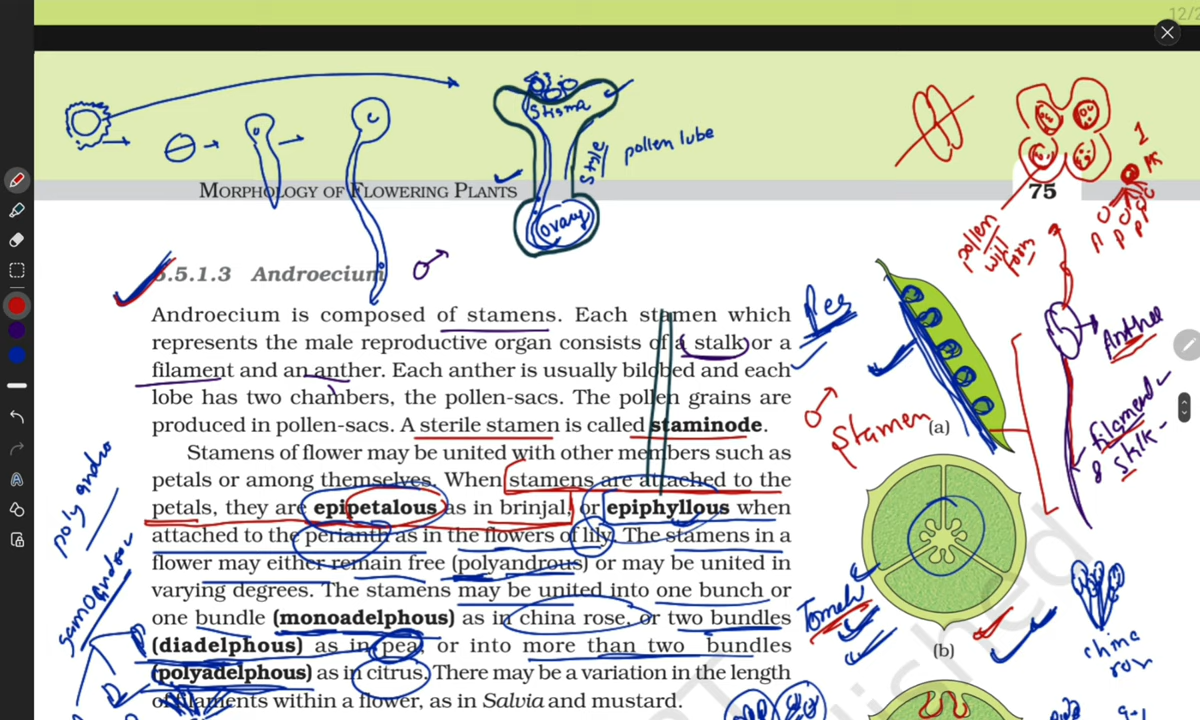 12/2
Stigma
Style
pollen lube
ovary
MORPHOLOGY OF FLOWERING PLANTS
75
1
PK
pollen
will
form
5.5.1.3 Androecium
Androecium is composed of stamens. Each stamen which
represents the male reproductive organ consists of a stalk or a
filament and an anther. Each anther is usually bilobed and each
lobe has two chambers, the pollen-sacs. The pollen grains are
produced in pollen-sacs. A sterile stamen is called staminode.
Stamens of flower may be united with other members such as
petals or among themselves. When stamens are attached to the
petals, they are epipetalous as in brinjal, or epiphyllous when
attached to the perianth as in the flowers of lily. The stamens in a
flower may either remain free (polyandrous) or may be united in
varying degrees. The stamens may be united into one bunch or
one bundle (monoadelphous) as in china rose, or two bundles
(diadelphous) as in pea, or into more than two bundles
(polyadelphous) as in citrus. There may be a variation in the length
of filaments within a flower, as in Salvia and mustard.
poly andro
Stamen
(a)
Anther
filament
stalk
(b)